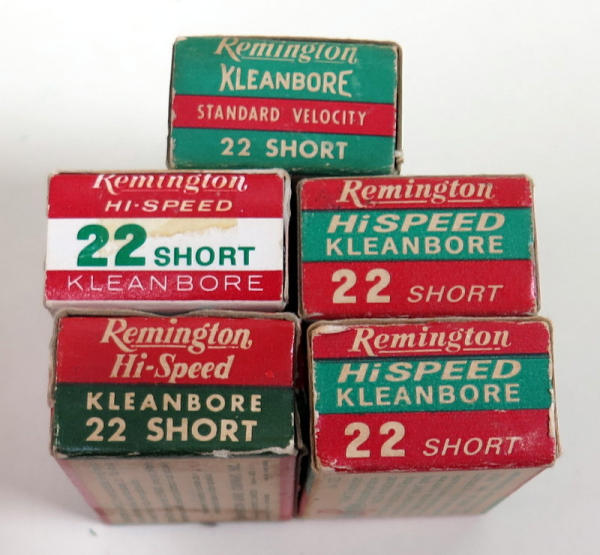 Remington
KLEANBORE
STANDARD VELOCITY
22 SHORT
Remington
HI-SPEED
22 SHORT
KLEANBORE
Remington
HiSPEED
KLEANBORE
22 SHORT
Remington
Hi-Speed
KLEANBORE
22 SHORT
Remington
HiSPEED
KLEANBORE
22 SHORT